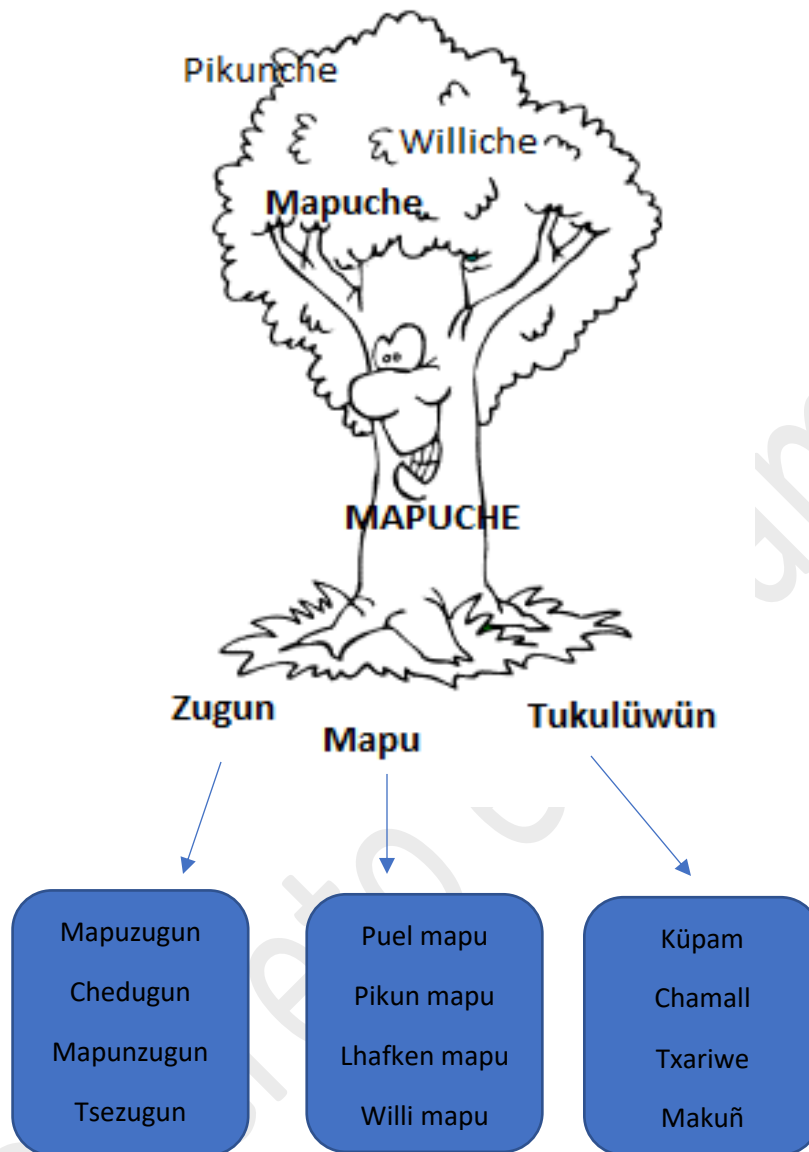 Pikunche
Williche
Mapuche
MAPUCHE
Zugun
Mapu
Tukulüwün
Mapuzugun
Chedugun
Mapunzugun
Tsezugun
Puel mapu
Pikun mapu
Lhafken mapu
Willi mapu
Küpam
Chamall
Txariwe
Makuñ